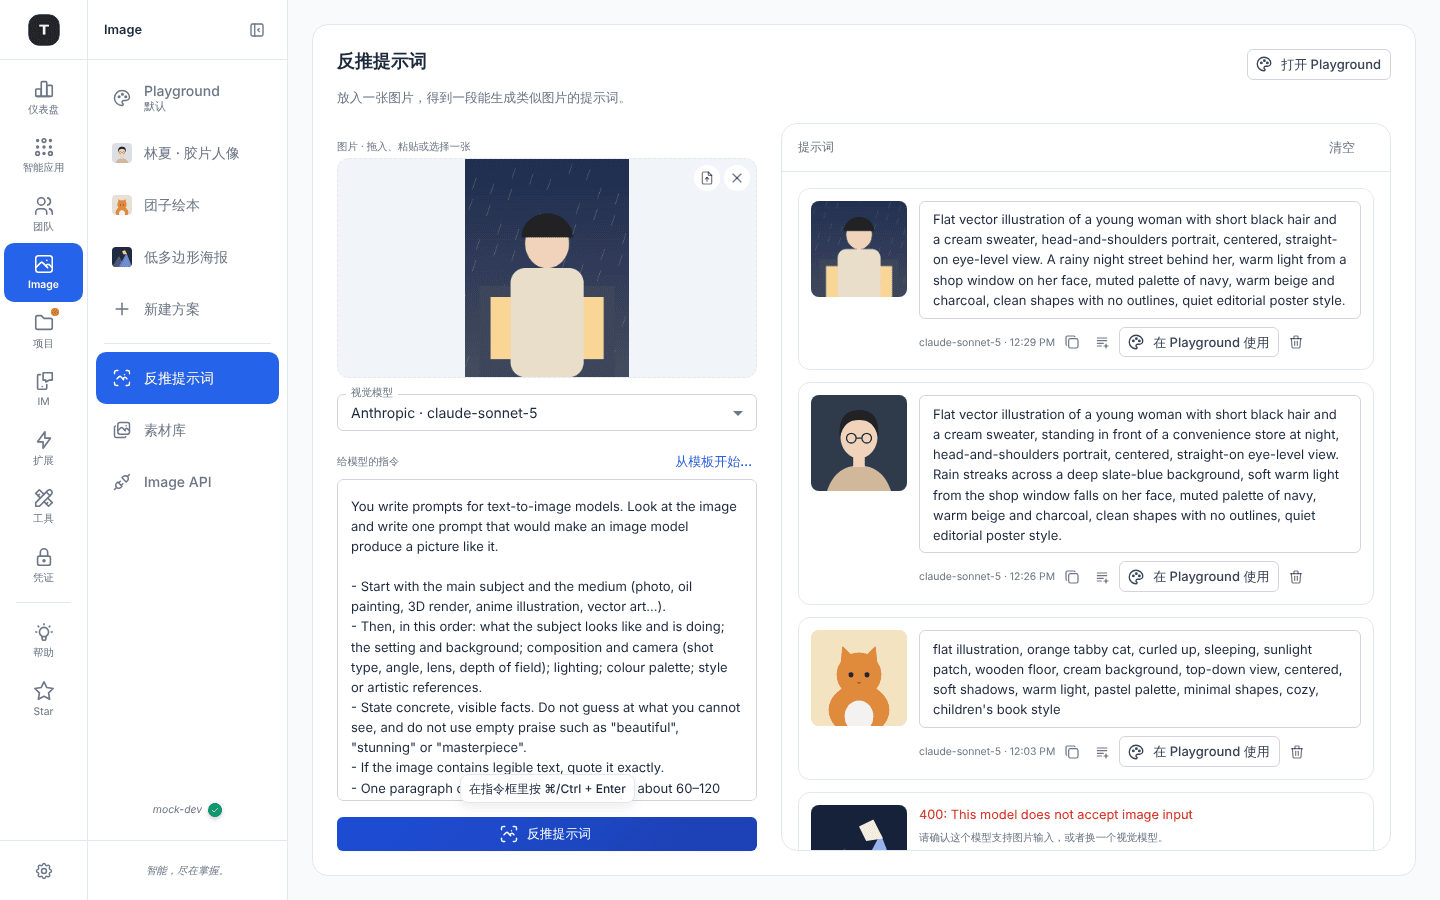 T
Image
仪表盘
智能应用
团队
Image
项目
IM
扩展
工具
凭证
帮助
Star
Playground
默认
林夏 · 胶片人像
团子绘本
低多边形海报
新建方案
反推提示词
素材库
Image API
mock-dev
智能，尽在掌握。
反推提示词
放入一张图片，得到一段能生成类似图片的提示词。
打开 Playground
图片 · 拖入、粘贴或选择一张
视觉模型
Anthropic · claude-sonnet-5
给模型的指令
从模板开始...
You write prompts for text-to-image models. Look at the image
and write one prompt that would make an image model
produce a picture like it.
- Start with the main subject and the medium (photo, oil
painting, 3D render, anime illustration, vector art...).
- Then, in this order: what the subject looks like and is doing;
the setting and background; composition and camera (shot
type, angle, lens, depth of field); lighting; colour palette; style
or artistic references.
- State concrete, visible facts. Do not guess at what you cannot
see, and do not use empty praise such as "beautiful",
"stunning" or "masterpiece".
- If the image contains legible text, quote it exactly.
- One paragraph
about 60–120
在指令框里按 ⌘/Ctrl + Enter
反推提示词
提示词
清空
Flat vector illustration of a young woman with short black hair and
a cream sweater, head-and-shoulders portrait, centered, straight-
on eye-level view. A rainy night street behind her, warm light from a
shop window on her face, muted palette of navy, warm beige and
charcoal, clean shapes with no outlines, quiet editorial poster style.
claude-sonnet-5 · 12:29 PM
在 Playground 使用
Flat vector illustration of a young woman with short black hair and
a cream sweater, standing in front of a convenience store at night,
head-and-shoulders portrait, centered, straight-on eye-level view.
Rain streaks across a deep slate-blue background, soft warm light
from the shop window falls on her face, muted palette of navy,
warm beige and charcoal, clean shapes with no outlines, quiet
editorial poster style.
claude-sonnet-5 · 12:26 PM
在 Playground 使用
flat illustration, orange tabby cat, curled up, sleeping, sunlight
patch, wooden floor, cream background, top-down view, centered,
soft shadows, warm light, pastel palette, minimal shapes, cozy,
children's book style
claude-sonnet-5 · 12:03 PM
在 Playground 使用
400: This model does not accept image input
请确认这个模型支持图片输入，或者换一个视觉模型。